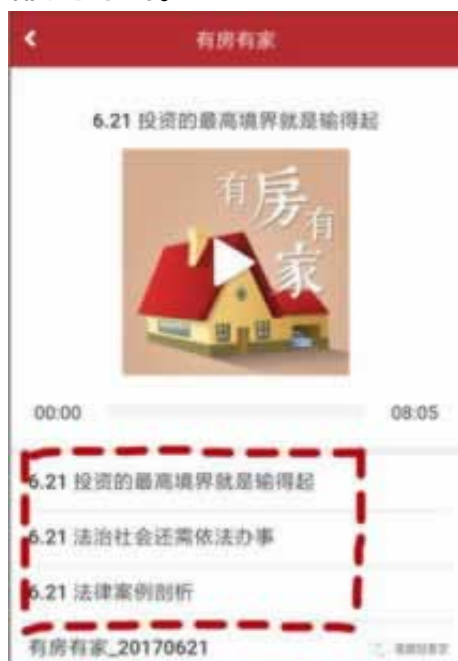 有房有家
6.21 投资的最高境界就是输得起
有房有家
00:00
08:05
6.21 投资的最高境界就是输得起
6.21 法治社会还需依法办事
6.21 法律案例剖析
有房有家_20170621